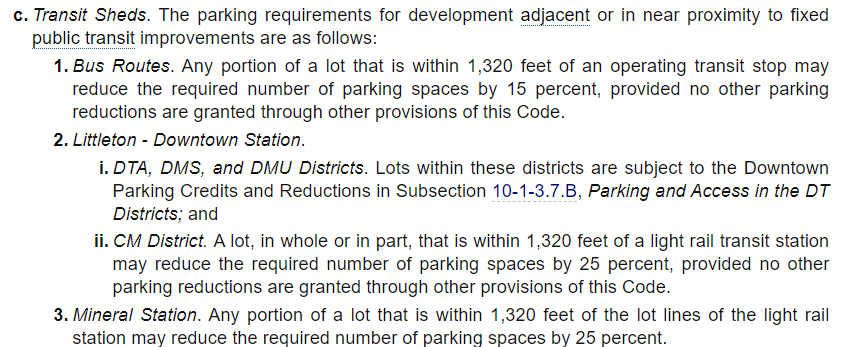 c. Transit Sheds. The parking requirements for development adjacent or in near proximity to fixed
public transit improvements are as follows:
1. Bus Routes. Any portion of a lot that is within 1,320 feet of an operating transit stop may
reduce the required number of parking spaces by 15 percent, provided no other parking
reductions are granted through other provisions of this Code.
2. Littleton - Downtown Station.
i. DTA, DMS, and DMU Districts. Lots within these districts are subject to the Downtown
Parking Credits and Reductions in Subsection 10-1-3.7.B, Parking and Access in the DT
Districts; and
ii. CM District. A lot, in whole or in part, that is within 1,320 feet of a light rail transit station
may reduce the required number of parking spaces by 25 percent, provided no other
parking reductions are granted through other provisions of this Code.
3. Mineral Station. Any portion of a lot that is within 1,320 feet of the lot lines of the light rail
station may reduce the required number of parking spaces by 25 percent.